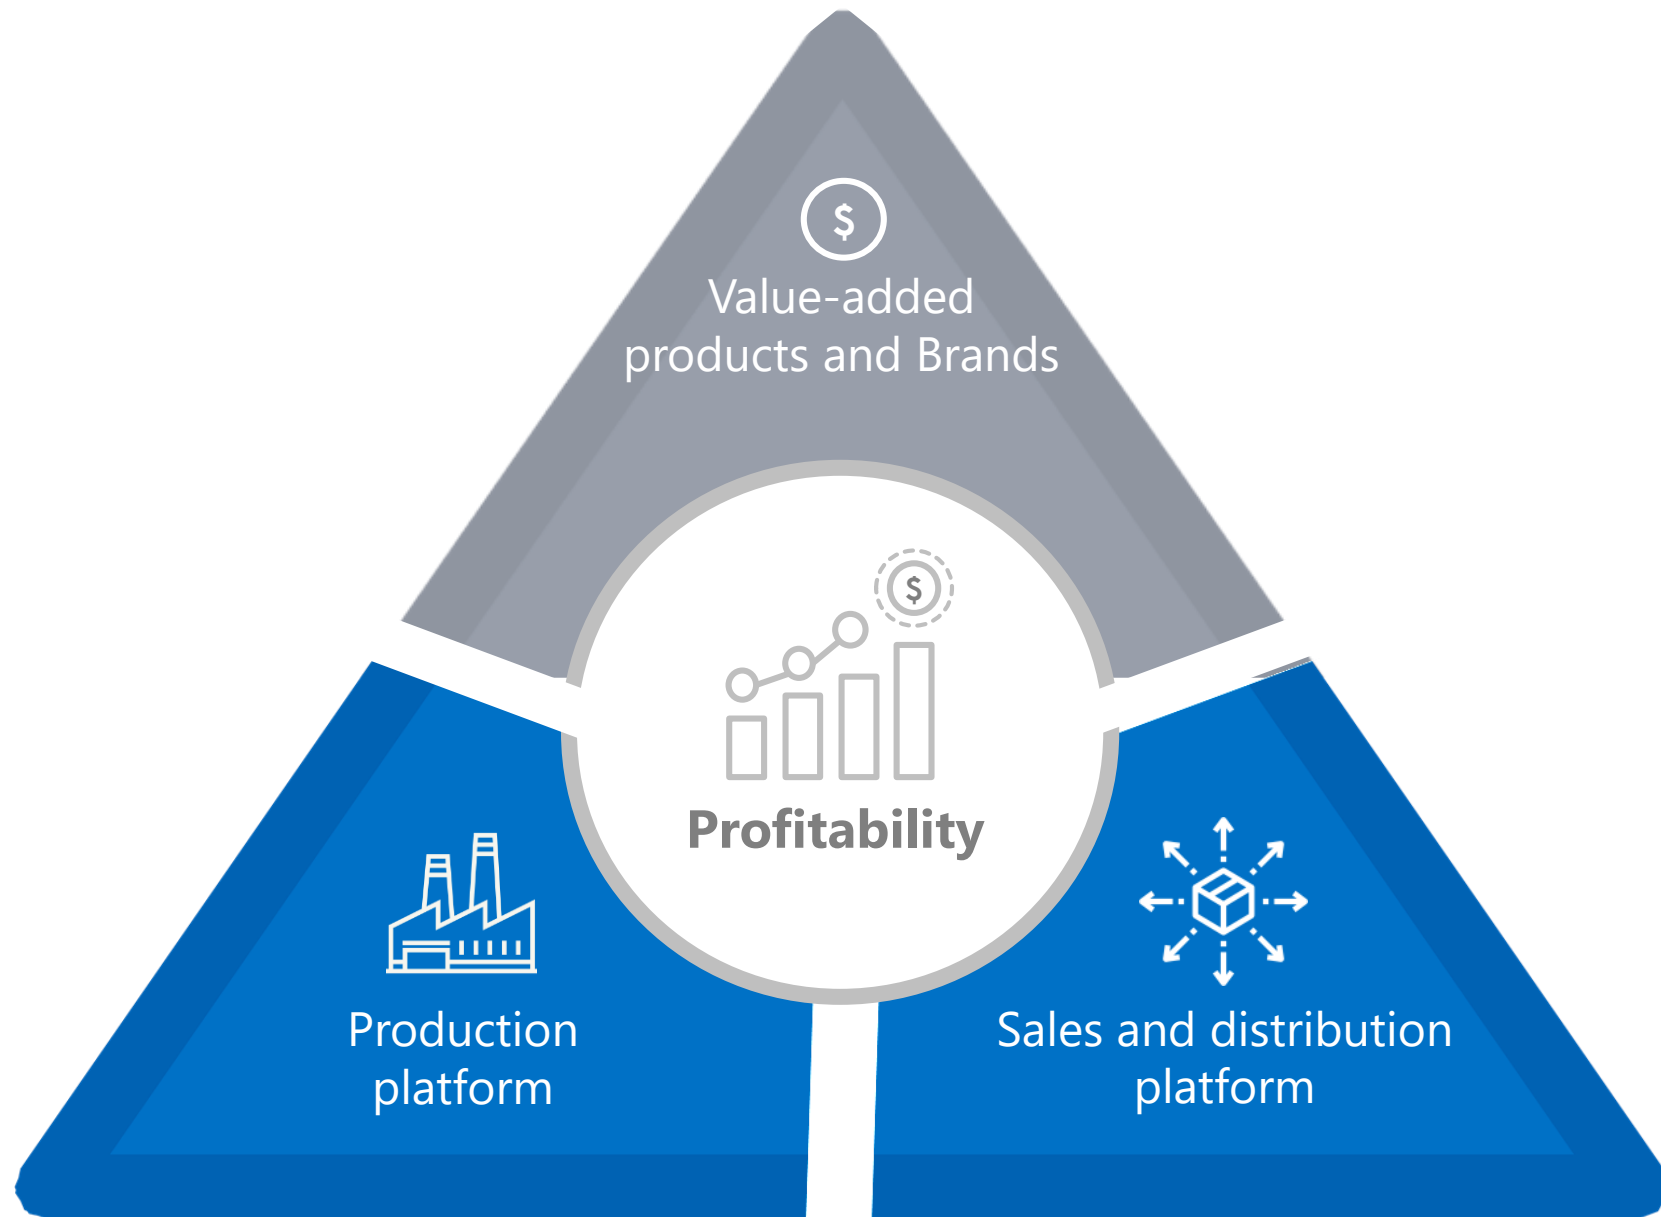 $
Value-added
products and Brands
$
Profitability
Production
platform
Sales and distribution
platform